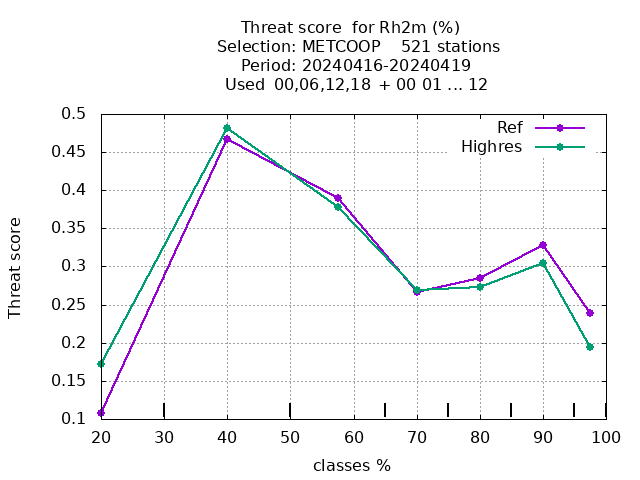 Threat score  for Rh2m (%)
Selection: METCOOP    521 stations
Period: 20240416-20240419
Used  00,06,12,18 + 00 01 ... 12
Ref
Highres
Threat score
0.5
0.45
0.4
0.35
0.3
0.25
0.2
0.15
0.1
20 30 40 50 60 70 80 90 100
classes %